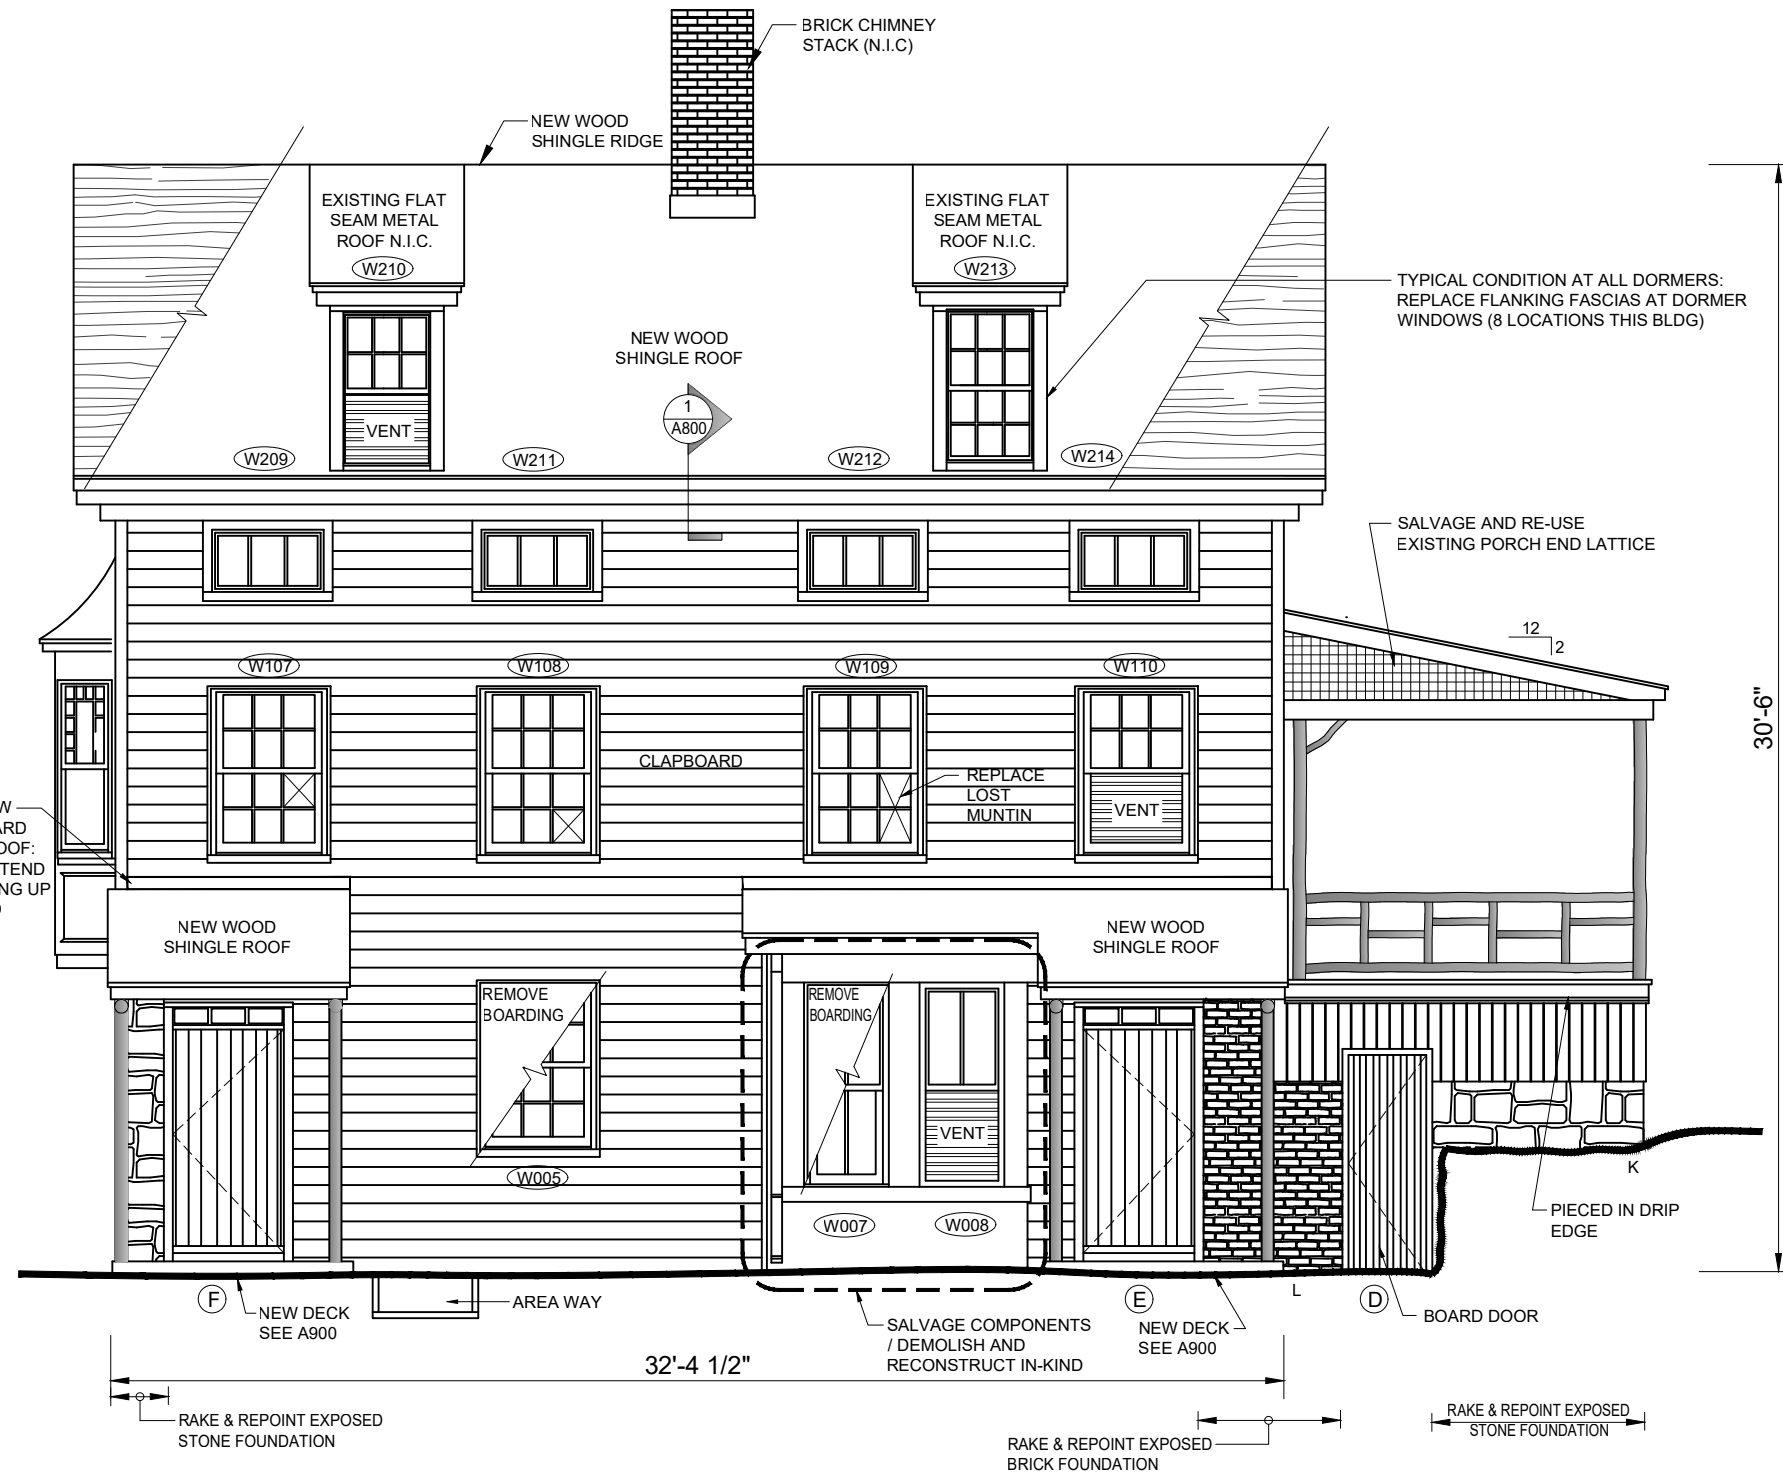 BRICK CHIMNEY
STACK (N.I.C)
NEW WOOD
SHINGLE RIDGE
EXISTING FLAT
SEAM METAL
ROOF N.I.C.
W210
EXISTING FLAT
SEAM METAL
ROOF N.I.C.
W213
TYPICAL CONDITION AT ALL DORMERS:
REPLACE FLANKING FASCIAS AT DORMER
WINDOWS (8 LOCATIONS THIS BLDG)
NEW WOOD
SHINGLE ROOF
1
A800
VENT
W209
W211
W212
W214
SALVAGE AND RE-USE
EXISTING PORCH END LATTICE
12
2
30'-6"
W107
W108
W109
W110
CLAPBOARD
REPLACE
LOST
MUNTIN
VENT
W
ARD
OOF:
TEND
NG UP
NEW WOOD
SHINGLE ROOF
NEW WOOD
SHINGLE ROOF
REMOVE
BOARDING
REMOVE
BOARDING
VENT
W005
W007
W008
K
PIECED IN DRIP
EDGE
L
F
E
D
NEW DECK
SEE A900
AREA WAY
SALVAGE COMPONENTS
/ DEMOLISH AND
RECONSTRUCT IN-KIND
NEW DECK
SEE A900
BOARD DOOR
32'-4 1/2"
RAKE & REPOINT EXPOSED
STONE FOUNDATION
RAKE & REPOINT EXPOSED
BRICK FOUNDATION
RAKE & REPOINT EXPOSED
STONE FOUNDATION